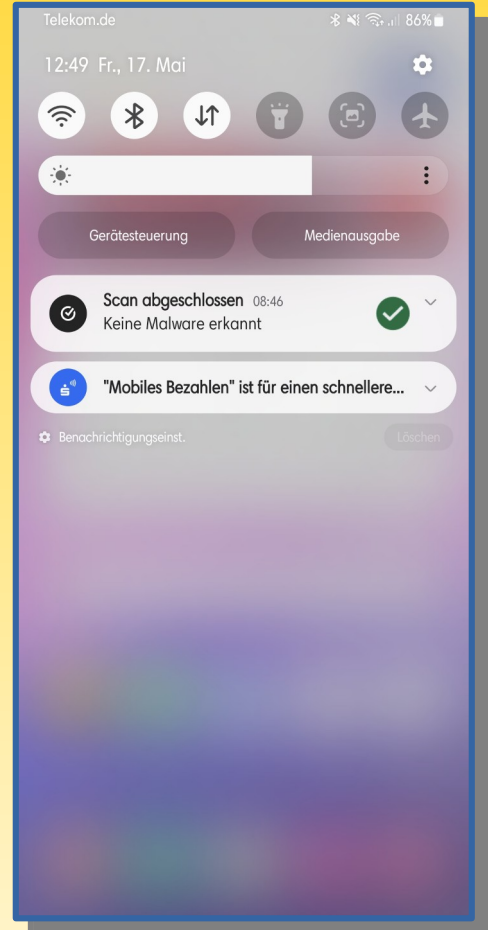 Telekom.de 86%
12:49 Fr., 17. Mai
Gerätesteuerung Medienausgabe
Scan abgeschlossen 08:46
Keine Malware erkannt
"Mobiles Bezahlen" ist für einen schnellere...
Benachrichtigungseinst. Löschen